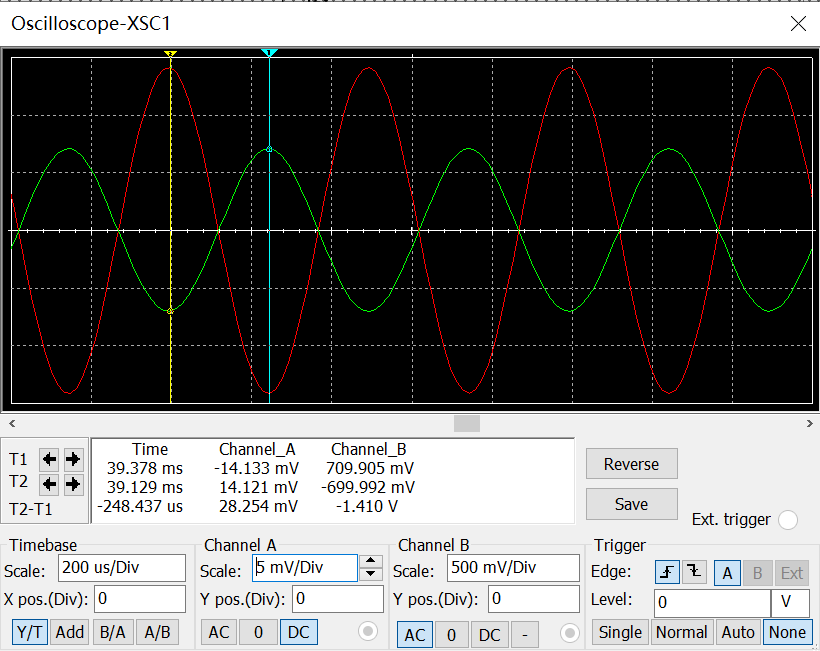 Oscilloscope-XSC1
2 1
Time Channel_A Channel_B
T1 39.378 ms -14.133 mV 709.905 mV
T2 39.129 ms 14.121 mV -699.992 mV
T2-T1 -248.437 us 28.254 mV -1.410 V
Reverse
Save
Ext. trigger
Timebase Channel A Channel B Trigger
Scale: 200 us/Div Scale: 5 mV/Div Scale: 500 mV/Div Edge: A B Ext
X pos.(Div): 0 Y pos.(Div): 0 Y pos.(Div): 0 Level: 0 V
Y/T Add B/A A/B AC 0 DC AC 0 DC - Single Normal Auto None